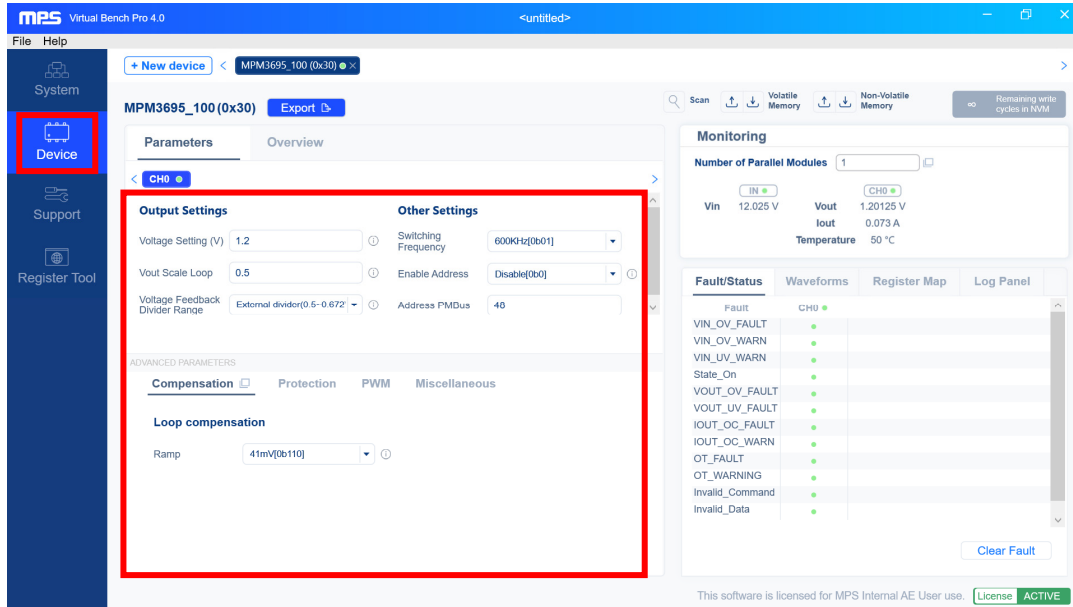 MPS Virtual Bench Pro 4.0 <untitled>
File Help
System
Device
Support
Register Tool
+ New device < MPM3695_100 (0x30) × >
MPM3695_100(0x30) Export
Scan Volatile Memory Non-Volatile Memory ∞ Remaining write cycles in NVM
Parameters Overview
< CH0 >
Output Settings Other Settings
Voltage Setting (V) 1.2 Switching Frequency 600KHz[0b01]
Vout Scale Loop 0.5 Enable Address Disable[0b0]
Voltage Feedback Divider Range External divider(0.5~0.672 Address PMBus 48
ADVANCED PARAMETERS
Compensation Protection PWM Miscellaneous
Loop compensation
Ramp 41mV[0b110]
Monitoring
Number of Parallel Modules 1
IN CH0
Vin 12.025 V Vout 1.20125 V
Iout 0.073 A
Temperature 50 °C
Fault/Status Waveforms Register Map Log Panel
Fault CH0
VIN_OV_FAULT
VIN_OV_WARN
VIN_UV_WARN
State_On
VOUT_OV_FAULT
VOUT_UV_FAULT
IOUT_OC_FAULT
IOUT_OC_WARN
OT_FAULT
OT_WARNING
Invalid_Command
Invalid_Data
Clear Fault
This software is licensed for MPS Internal AE User use. License ACTIVE